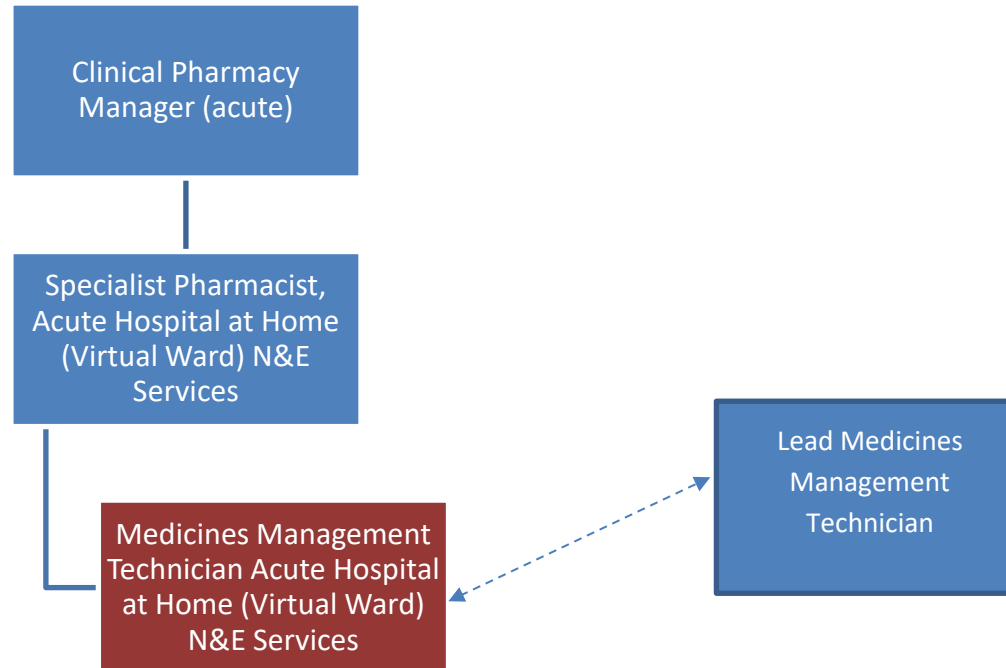 Clinical Pharmacy
Manager (acute)
Specialist Pharmacist,
Acute Hospital at Home
(Virtual Ward) N&E
Services
Medicines Management
Technician Acute Hospital
at Home (Virtual Ward)
N&E Services
Lead Medicines
Management
Technician